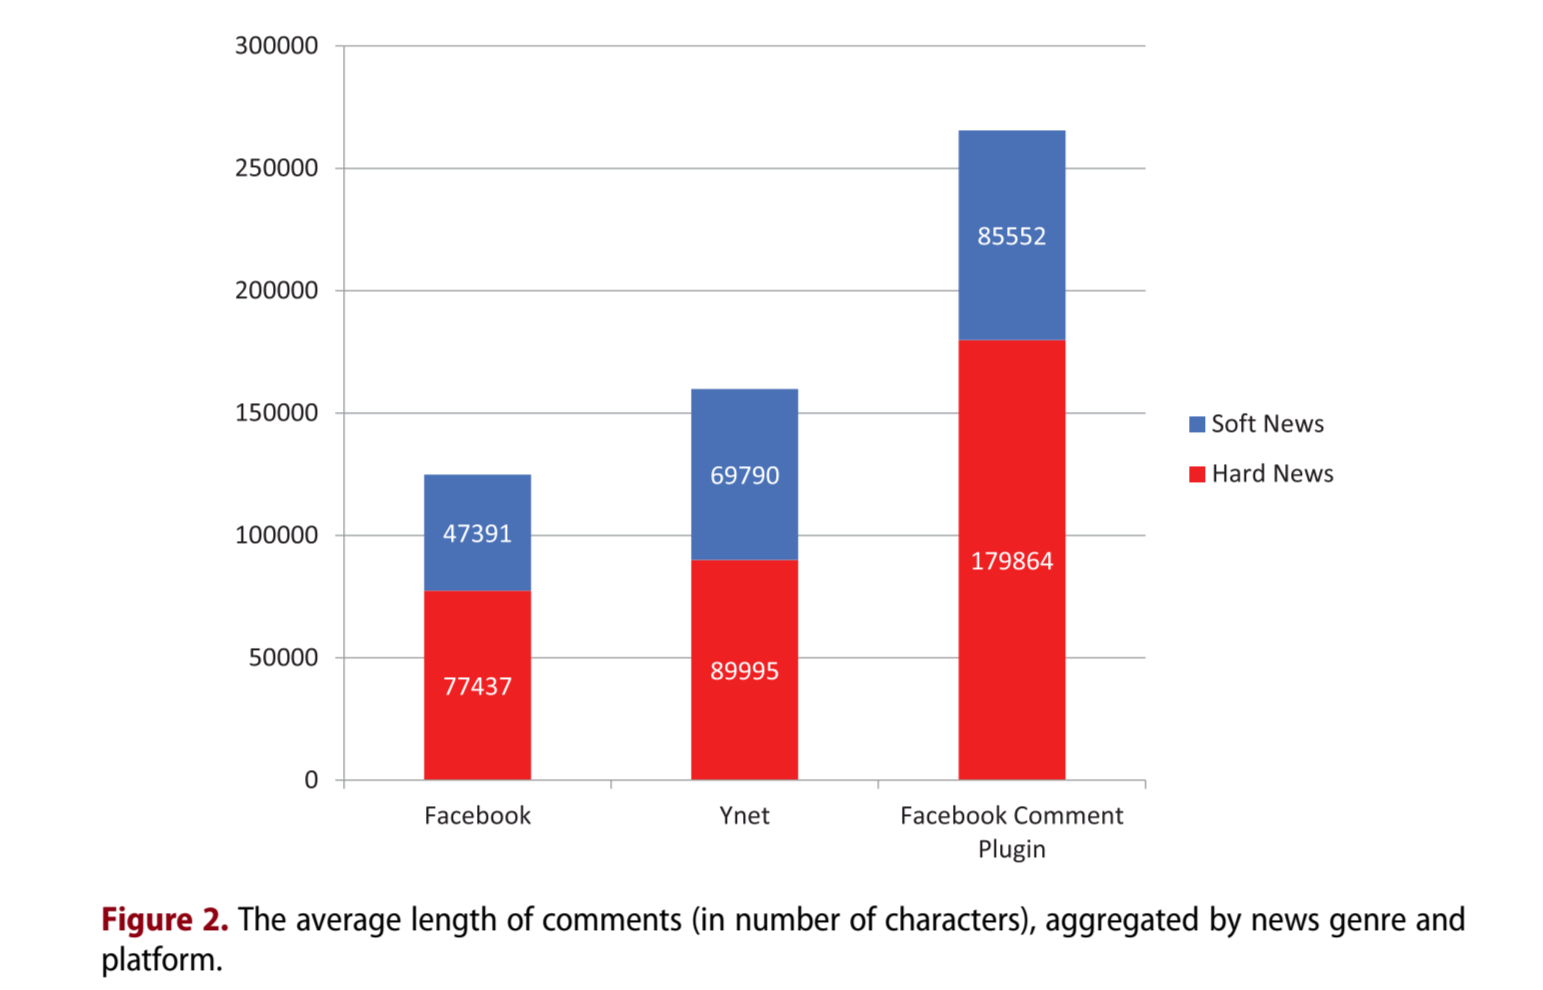 300000
250000
200000
150000
100000
50000
0
85552
69790
47391
179864
89995
77437
Soft News
Hard News
Facebook
Ynet
Facebook Comment
Plugin
Figure 2. The average length of comments (in number of characters), aggregated by news genre and
platform.